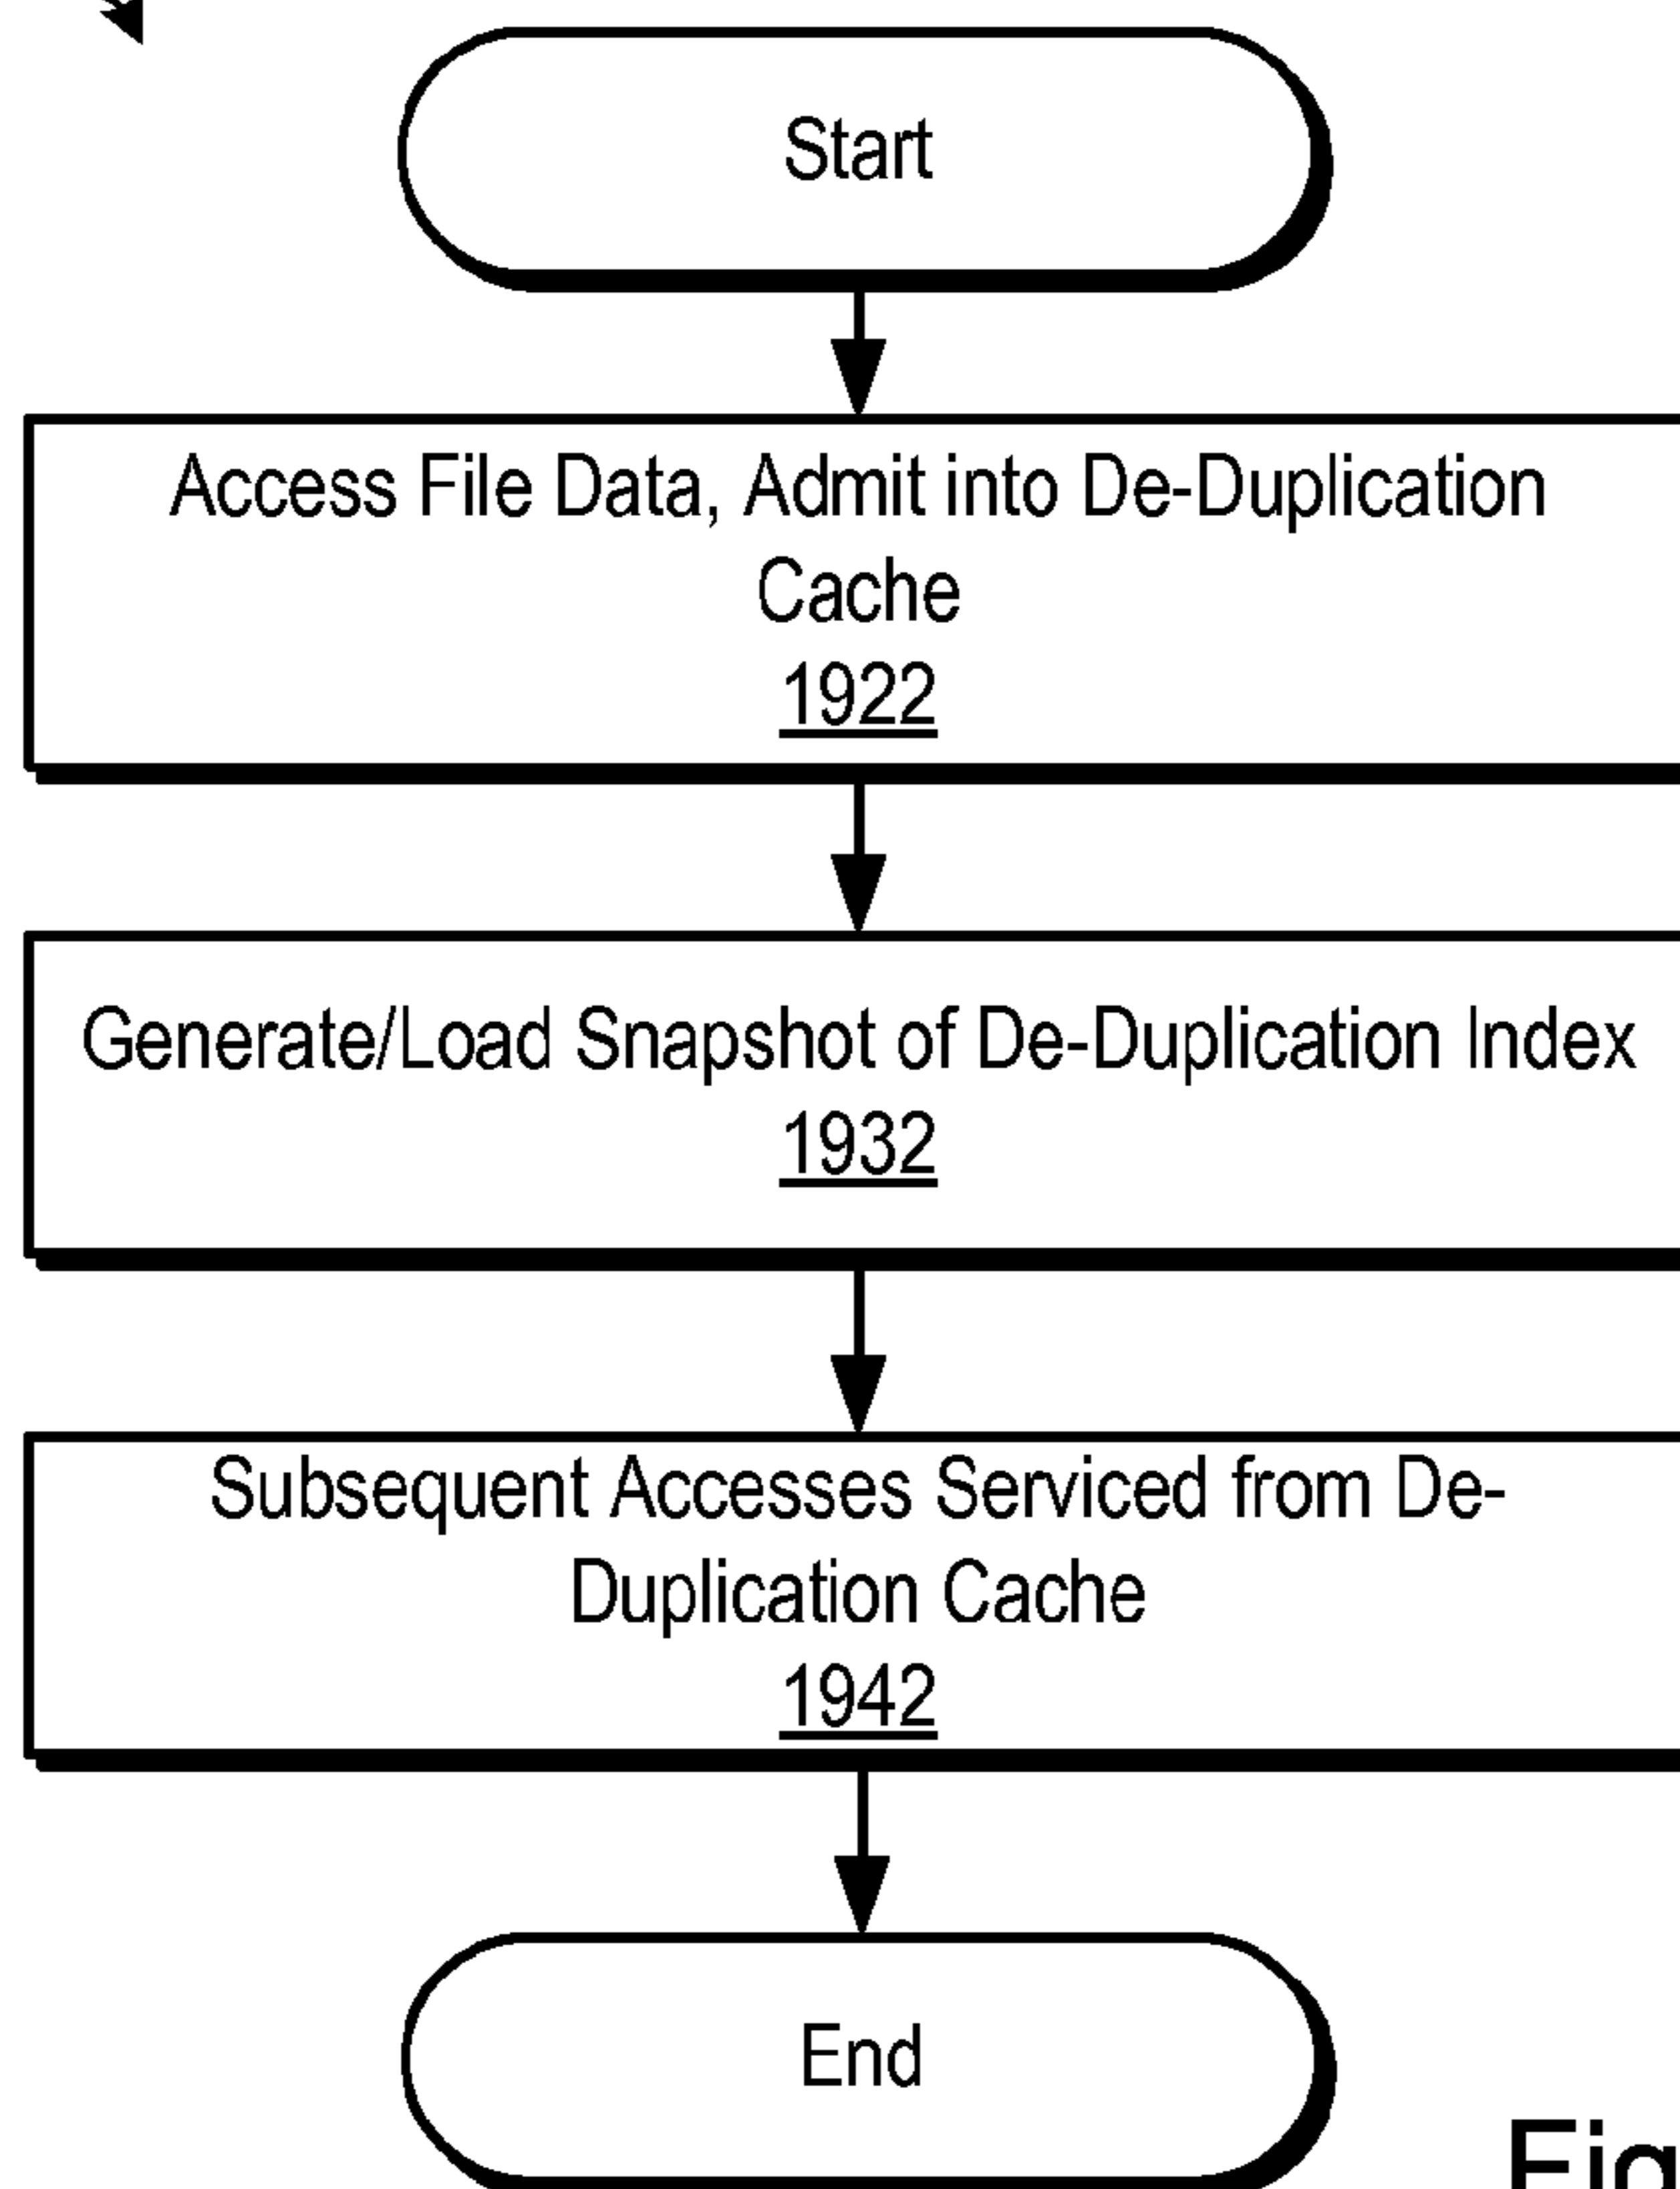 Start
Access File Data, Admit into De-Duplication
Cache
1922
Generate/Load Snapshot of De-Duplication Index
1932
Subsequent Accesses Serviced from De-
Duplication Cache
1942
End